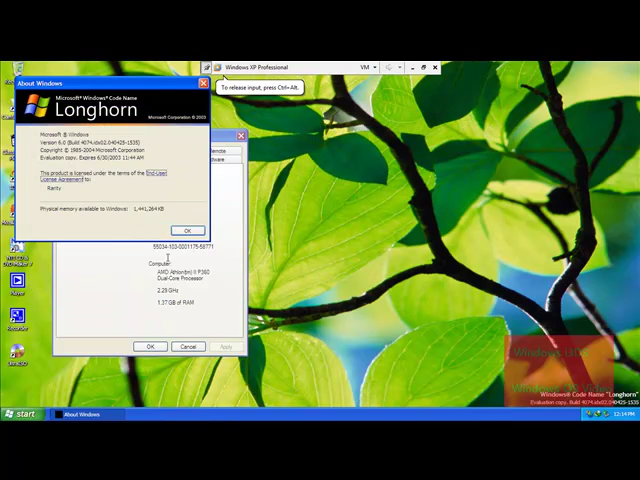 Windows XP Professional
VM
To release input, press Ctrl+Alt.
About Windows
Microsoft® Windows® Code Name
Longhorn
Microsoft Corporation © 2003
Microsoft ® Windows
Version 6.0 (Build 4074.idx02.040425-1535)
Copyright © 1985-2004 Microsoft Corporation
Evaluation copy. Expires 6/30/2003 11:44 AM
This product is licensed under the terms of the End-User
License Agreement to:
Rarity
Physical memory available to Windows: 1,441,264 KB
OK
Remote
55034-103-0001175-58771
Computer:
AMD Athlon(tm) II P360
Dual-Core Processor
2.29 GHz
1.37 GB of RAM
OK
Cancel
Apply
Player
Recorder
Windows® Code Name "Longhorn"
Evaluation copy. Build 4074.idx02.040425-1535
start
About Windows
12:14 PM